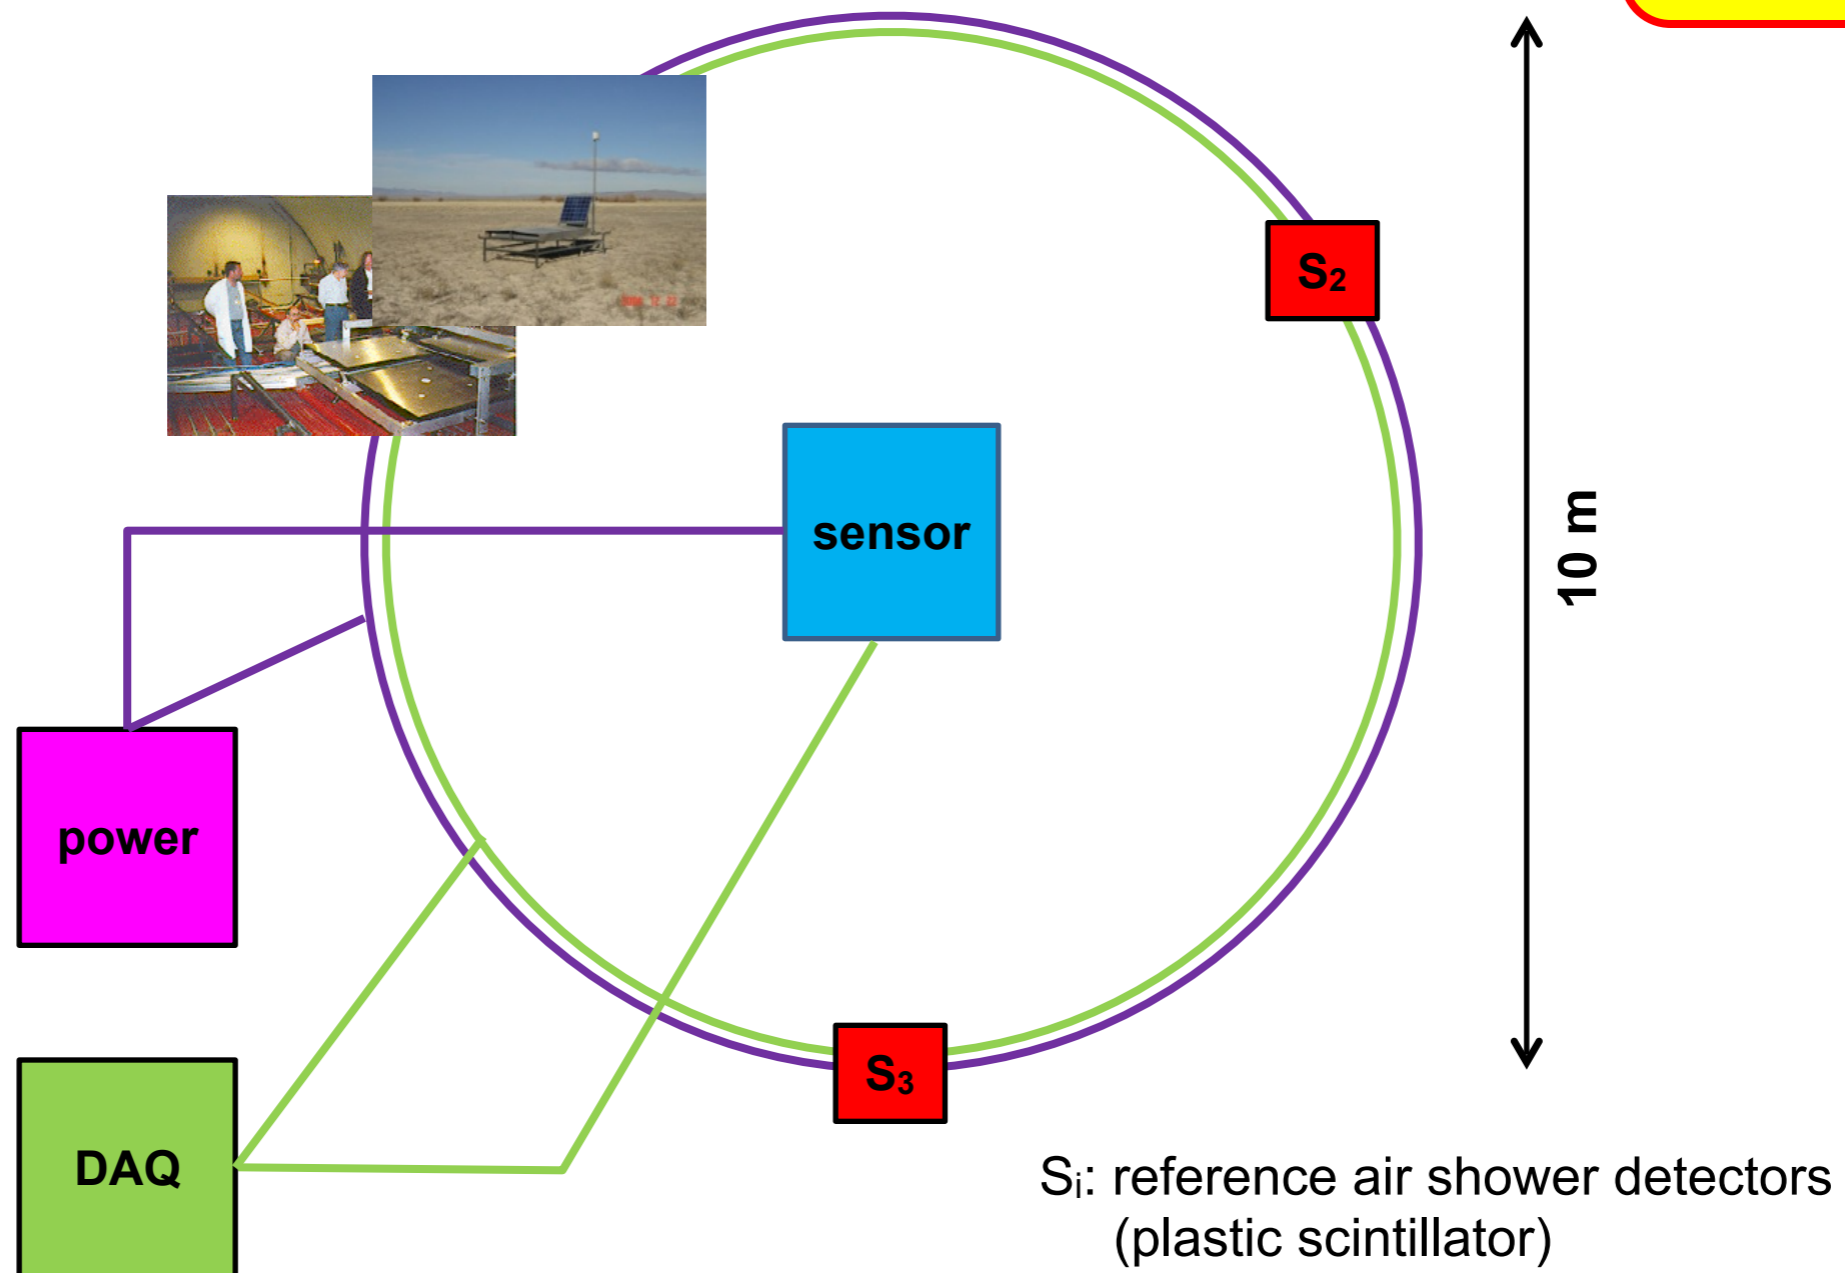 S₂
sensor
10 m
power
S₃
DAQ
Sᵢ: reference air shower detectors
(plastic scintillator)